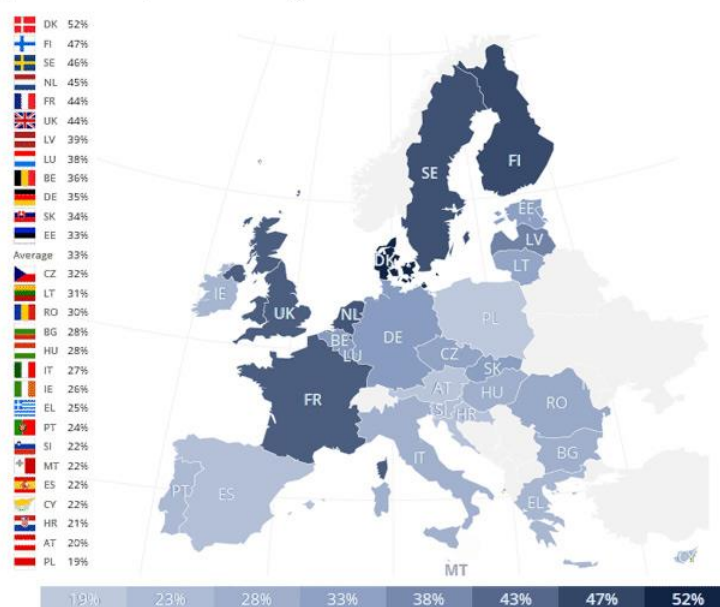 DK 52%
FI 47%
SE 46%
NL 45%
FR 44%
UK 44%
LV 39%
LU 38%
BE 36%
DE 35%
SK 34%
EE 33%
Average 33%
CZ 32%
LT 31%
RO 30%
BG 28%
HU 28%
IT 27%
IE 26%
EL 25%
PT 24%
SI 22%
MT 22%
ES 22%
CY 22%
HR 21%
AT 20%
PL 19%
SE
FI
EE
LV
LT
DK
IE
UK
NL
BE
LU
DE
PL
CZ
SK
FR
AT
HU
SI
HR
RO
IT
BG
PT
ES
EL
MT
CY
19% 23% 28% 33% 38% 43% 47% 52%